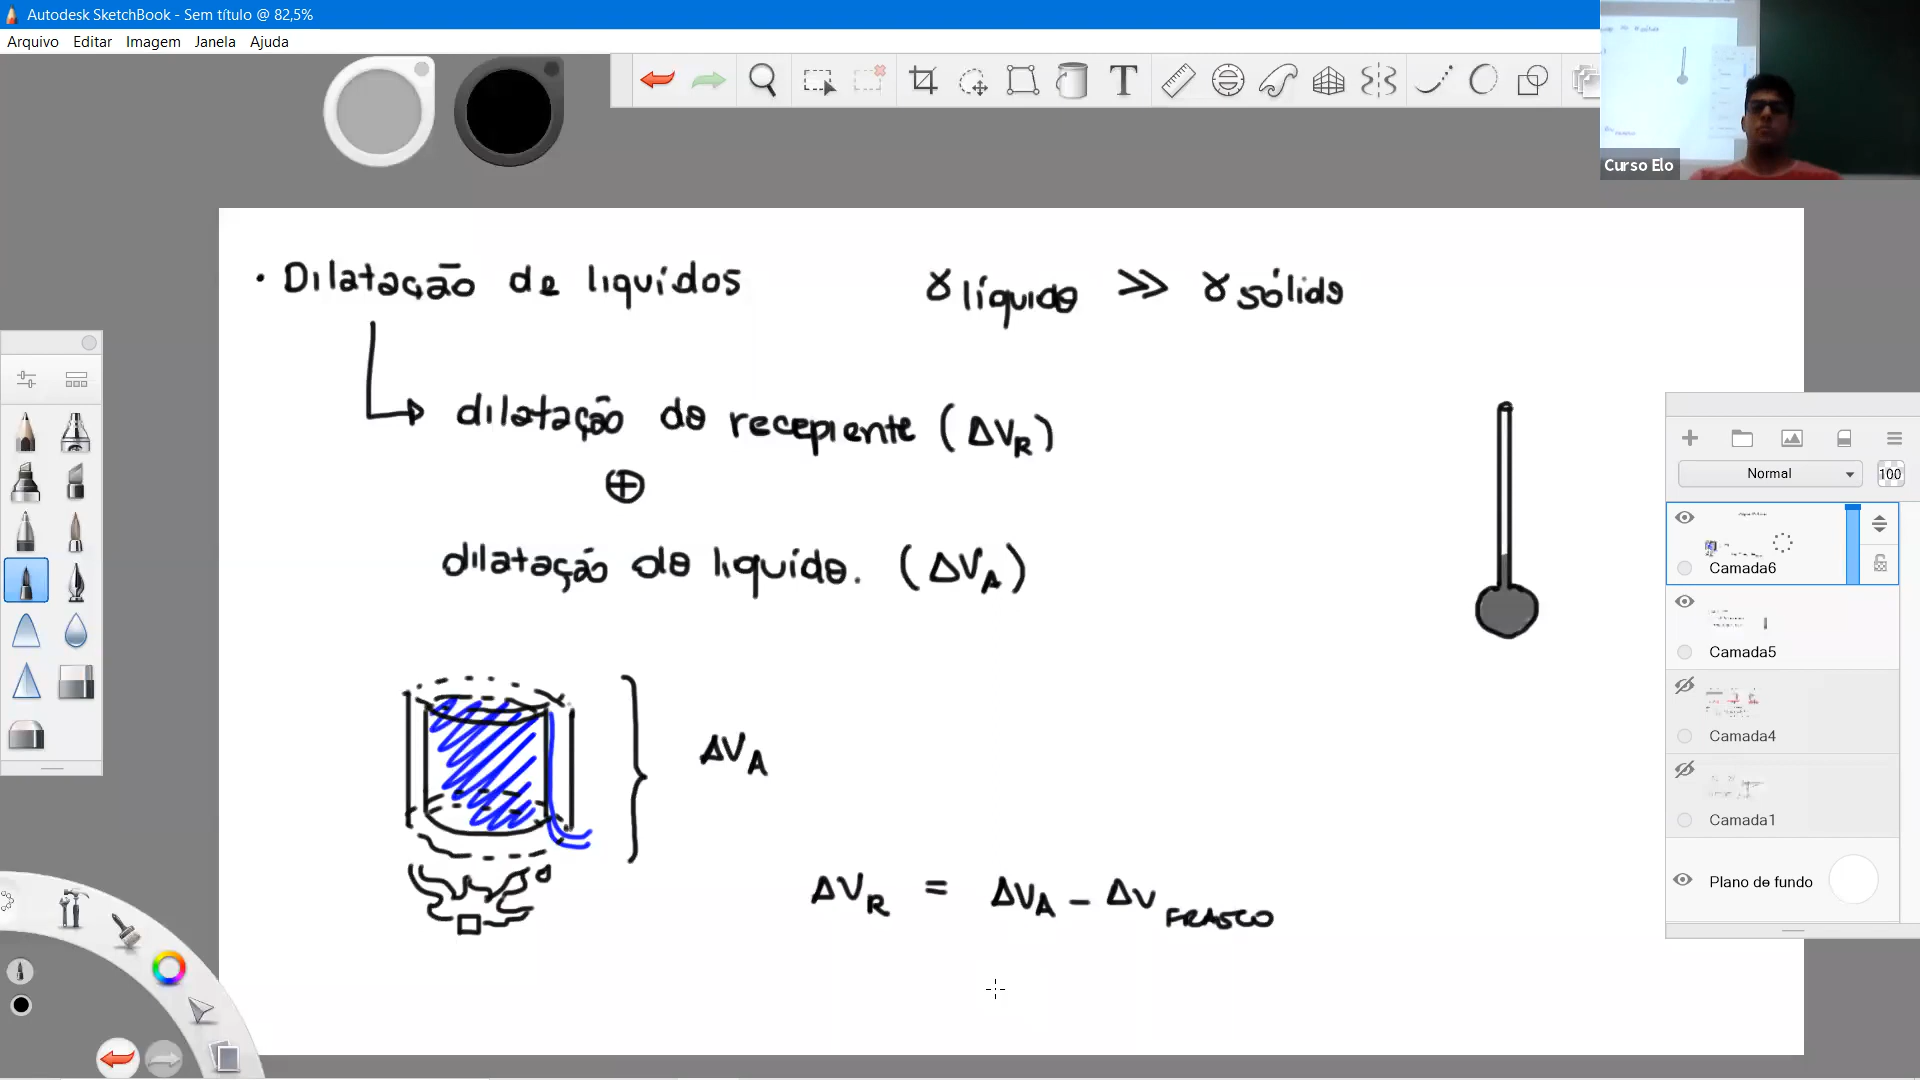 Autodesk SketchBook - Sem título @ 82,5%
Arquivo Editar Imagem Janela Ajuda
T
Curso Elo
• Dilatação de líquidos
γ líquido >> γ sólido
dilatação do recepiente (ΔVR)
⊕
dilatação do líquido. (ΔVA)
ΔVA
ΔVR = ΔVA - ΔV FRASCO
Normal
100
Camada6
Camada5
Camada4
Camada1
Plano de fundo